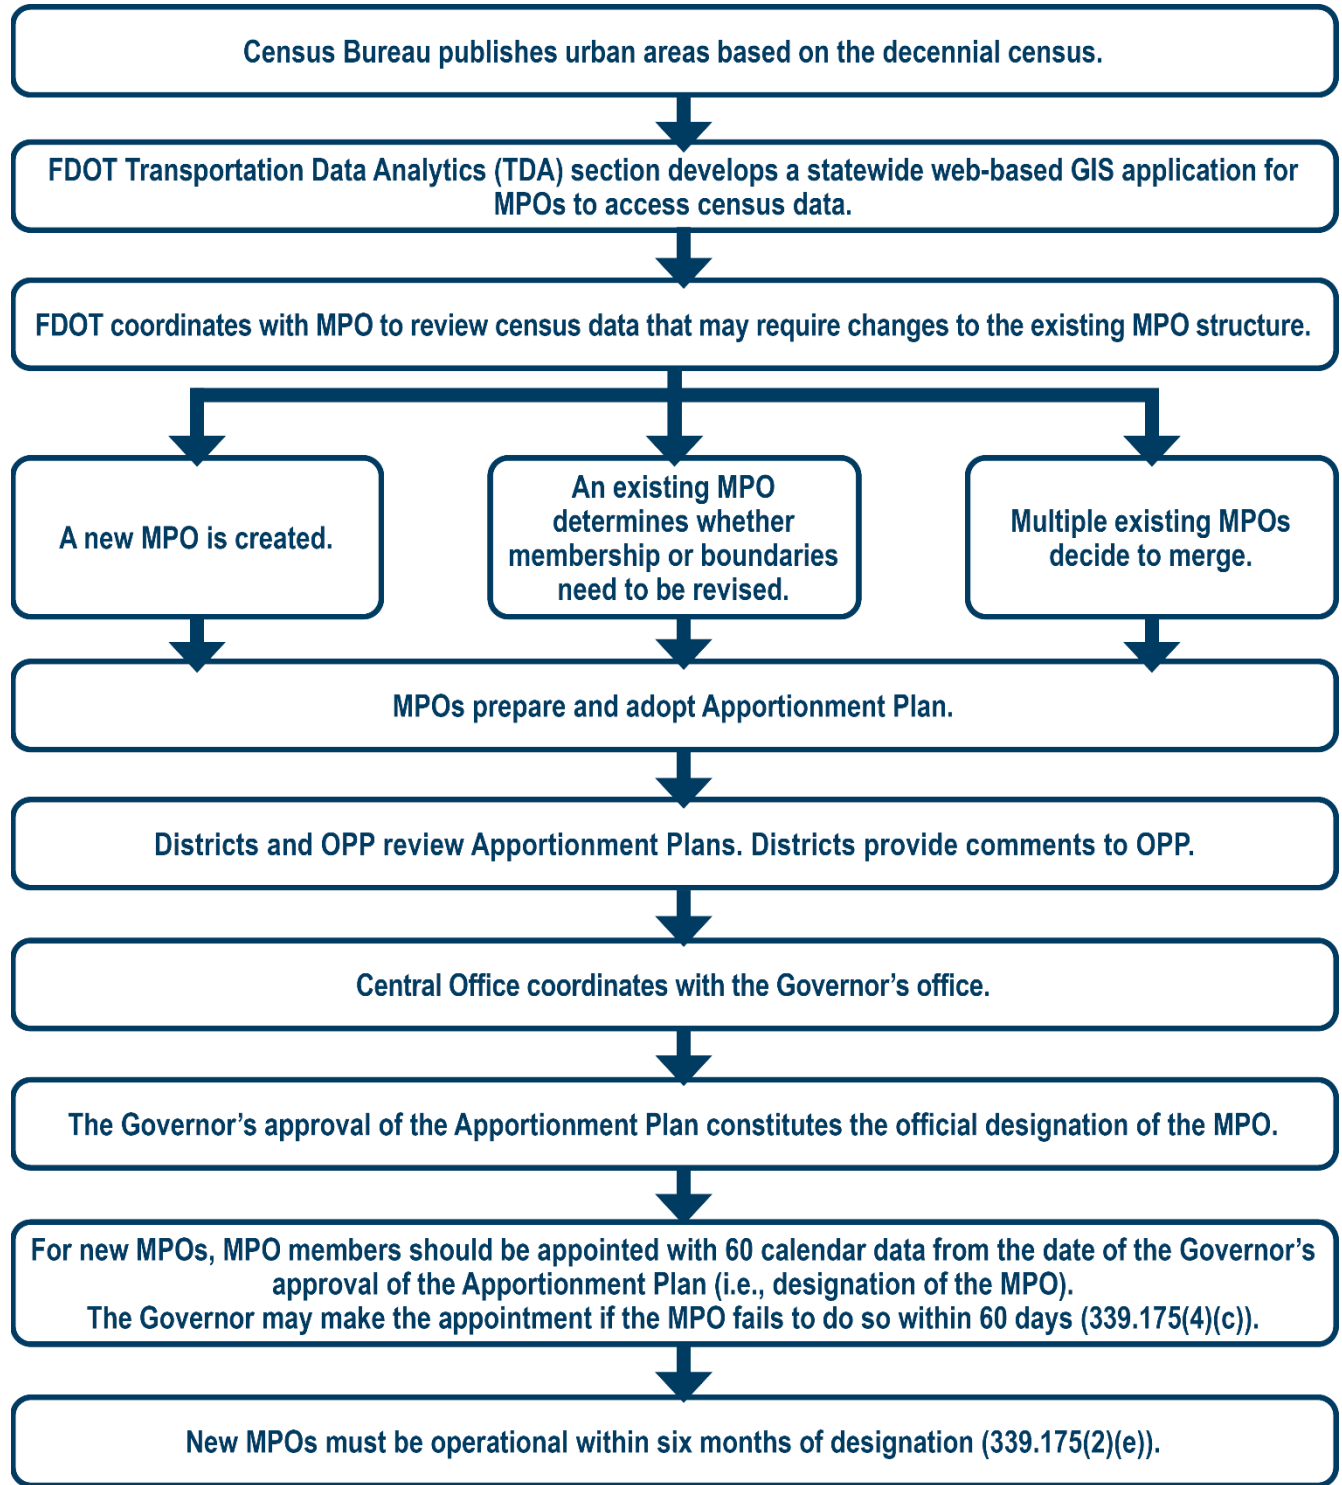 Census Bureau publishes urban areas based on the decennial census.
FDOT Transportation Data Analytics (TDA) section develops a statewide web-based GIS application for
MPOs to access census data.
FDOT coordinates with MPO to review census data that may require changes to the existing MPO structure.
A new MPO is created.
An existing MPO
determines whether
membership or boundaries
need to be revised.
Multiple existing MPOs
decide to merge.
MPOs prepare and adopt Apportionment Plan.
Districts and OPP review Apportionment Plans. Districts provide comments to OPP.
Central Office coordinates with the Governor’s office.
The Governor’s approval of the Apportionment Plan constitutes the official designation of the MPO.
For new MPOs, MPO members should be appointed with 60 calendar data from the date of the Governor’s
approval of the Apportionment Plan (i.e., designation of the MPO).
The Governor may make the appointment if the MPO fails to do so within 60 days (339.175(4)(c)).
New MPOs must be operational within six months of designation (339.175(2)(e)).